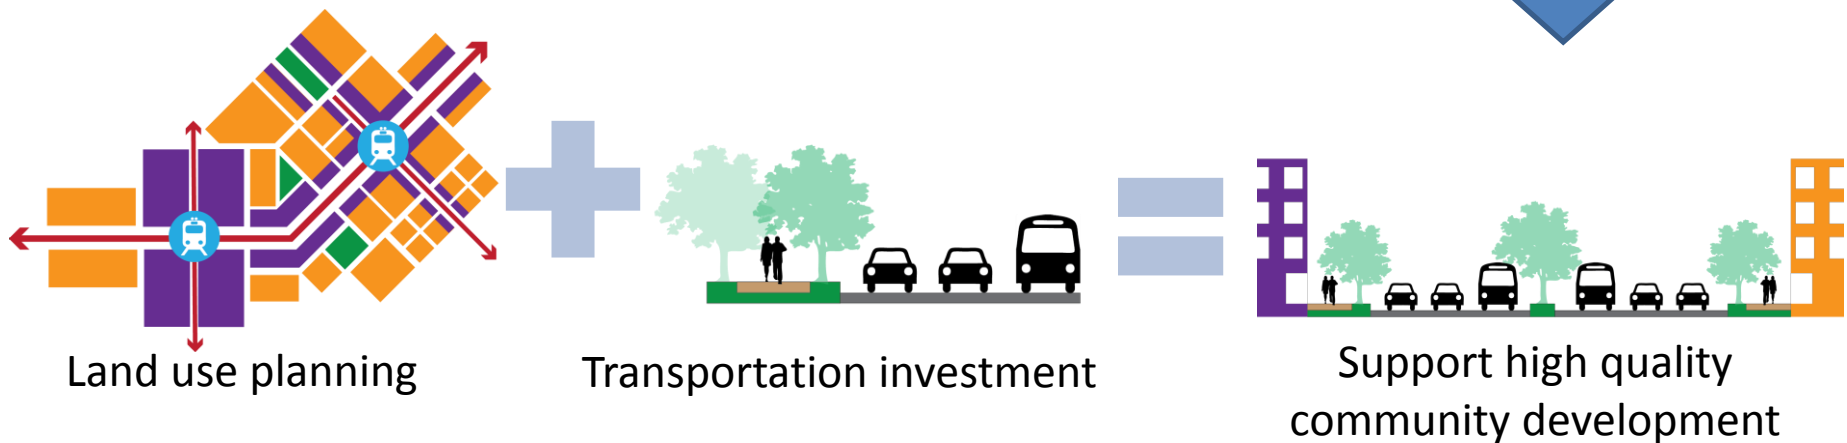 Land use planning
Transportation investment
Support high quality
community development